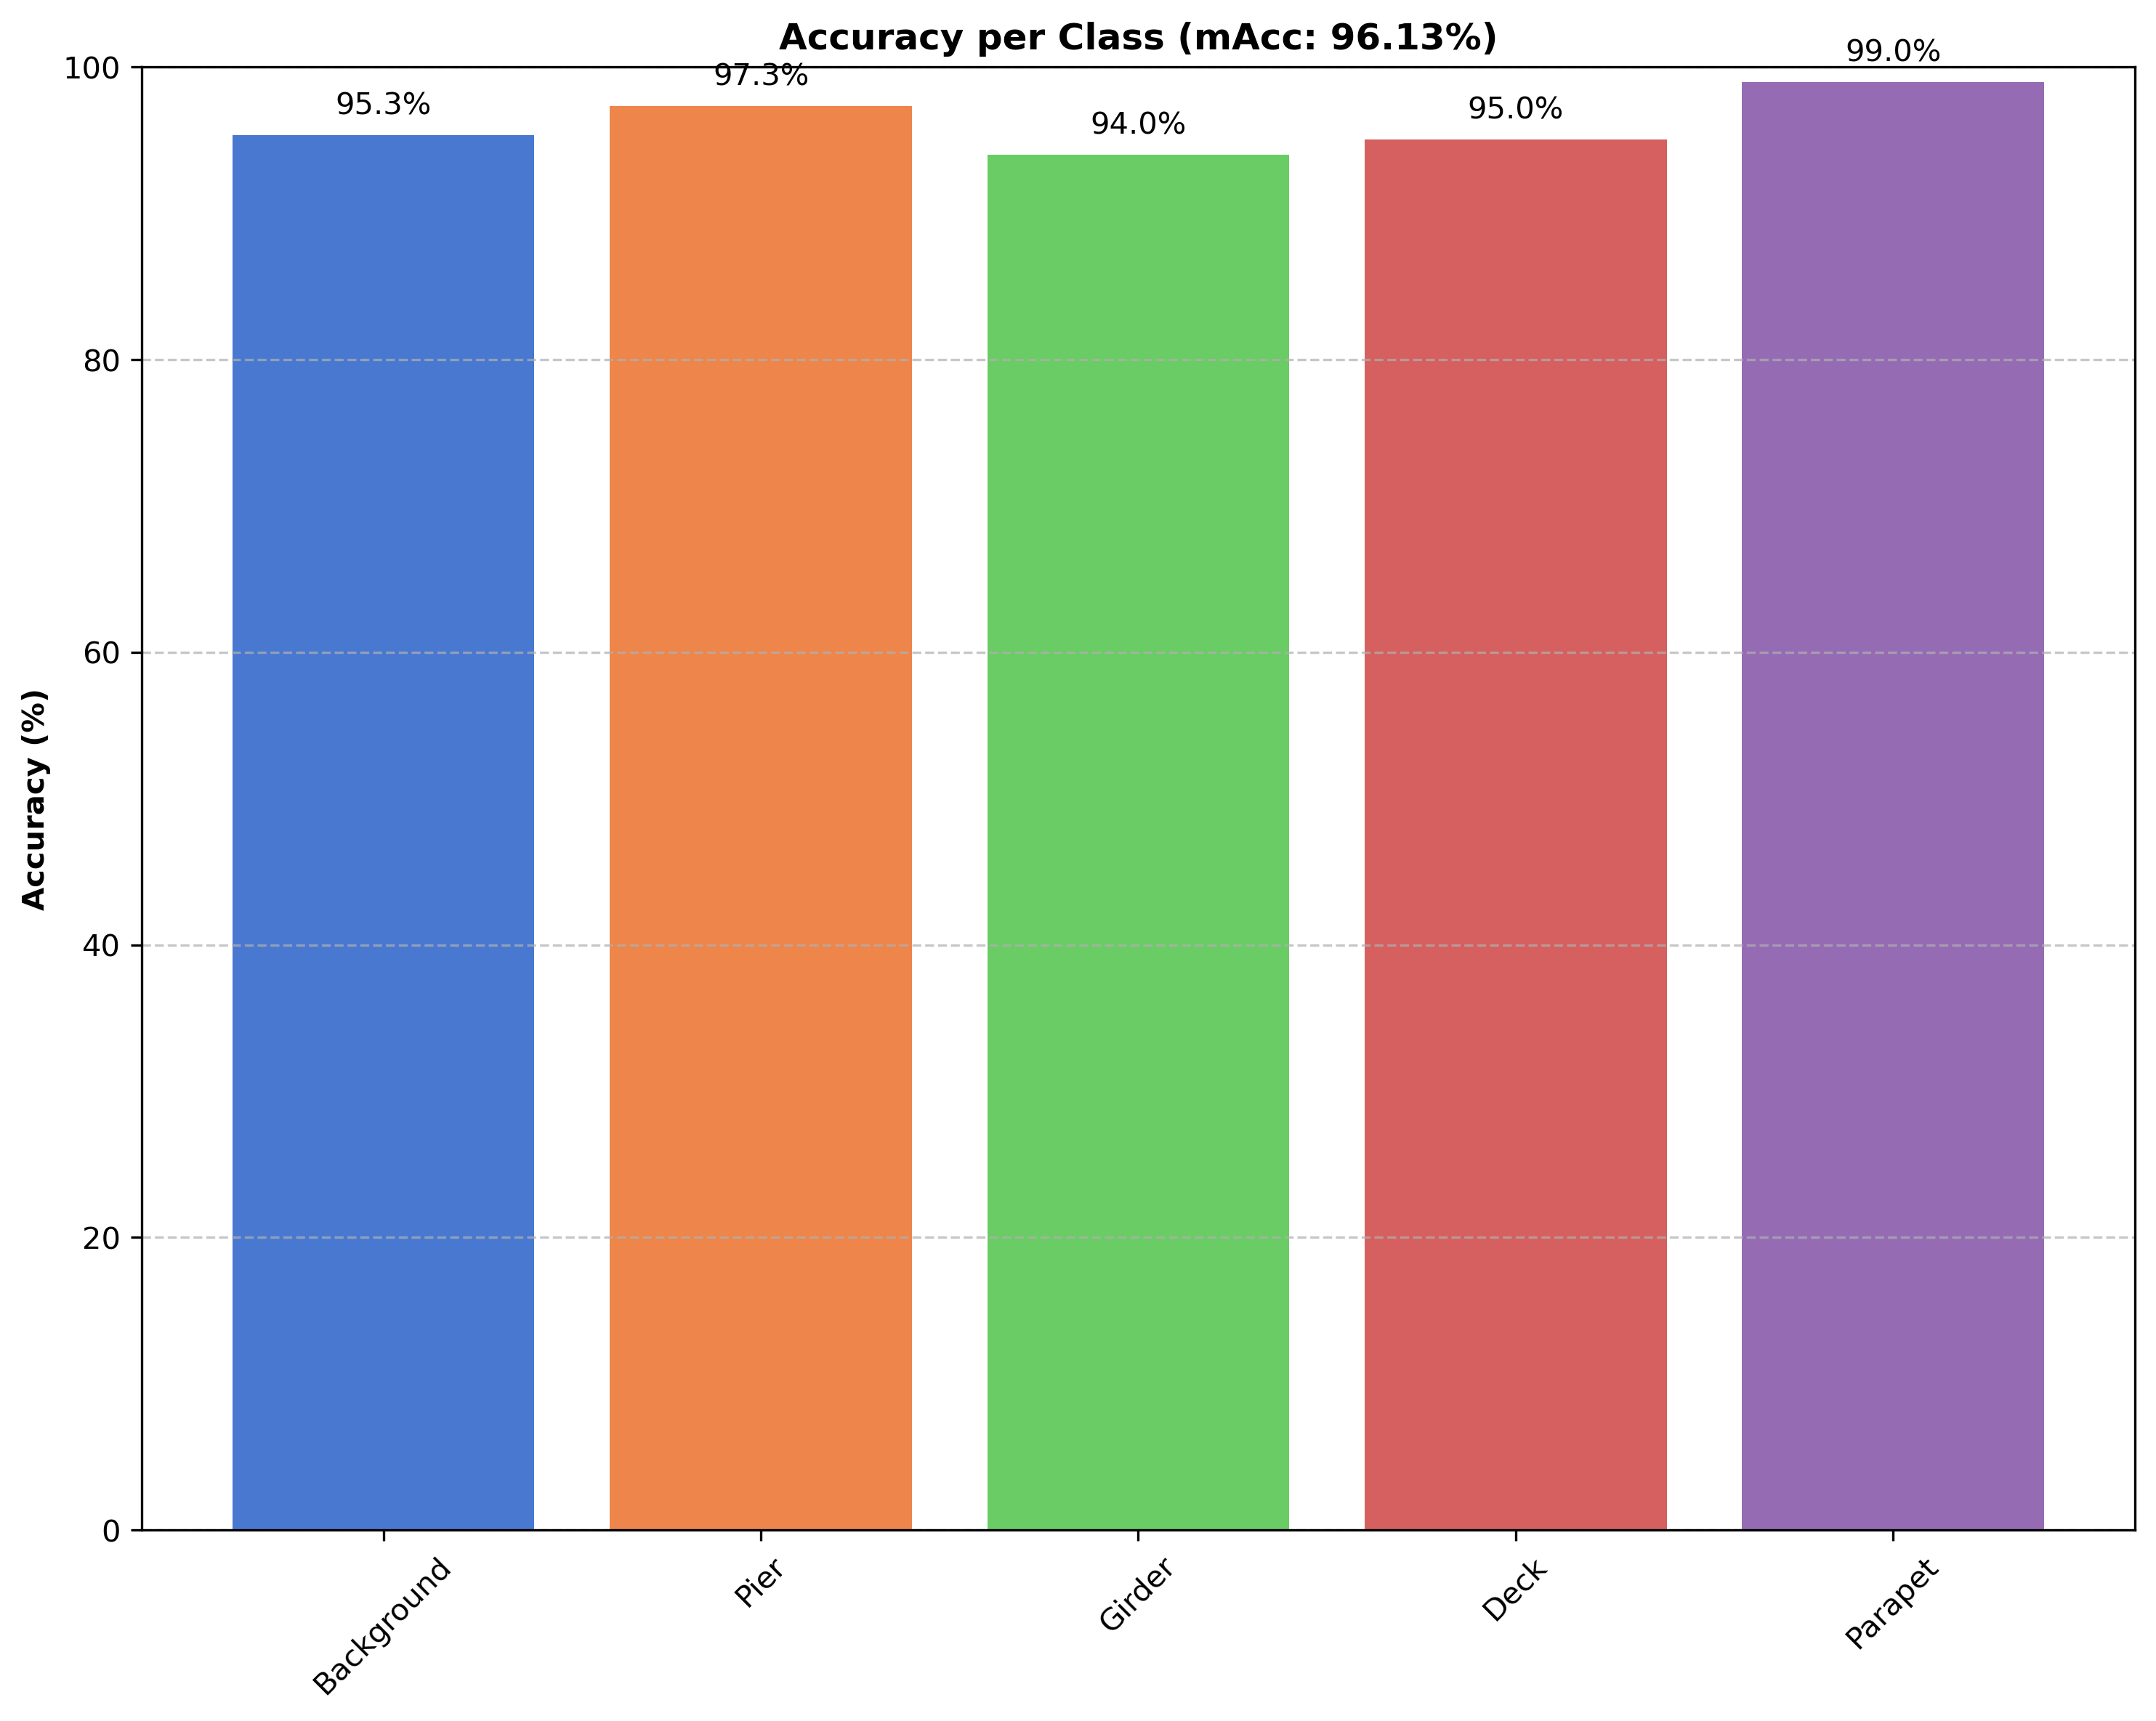 Accuracy per Class (mAcc: 96.13%)
95.3%
97.3%
94.0%
95.0%
99.0%
100
80
60
40
20
0
Accuracy (%)
Background
Pier
Girder
Deck
Parapet